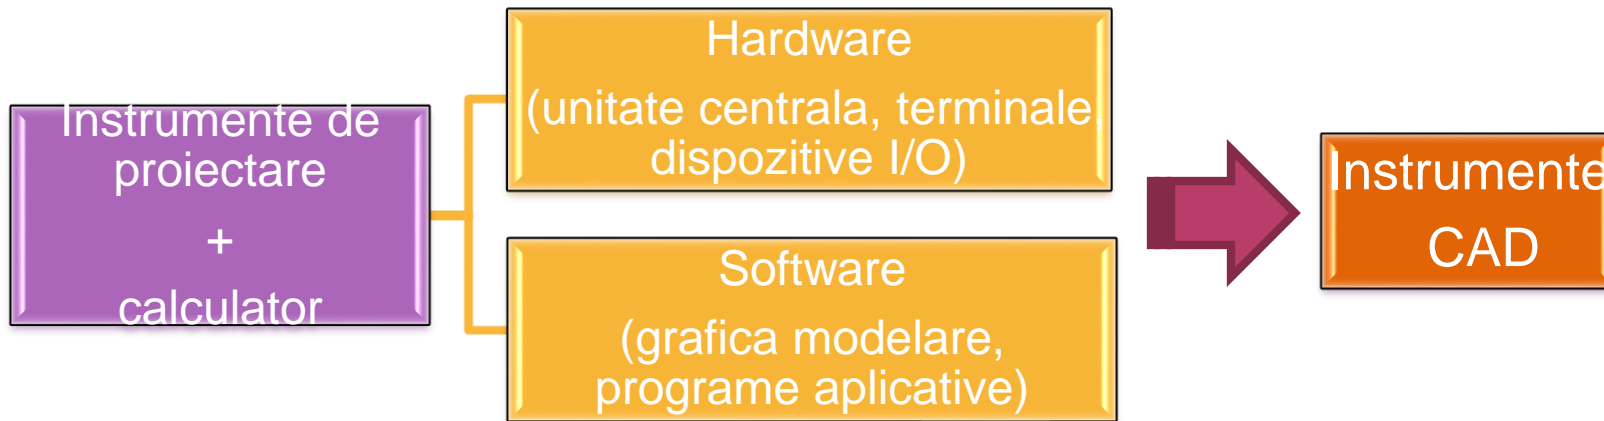 Instrumente de
proiectare
+
calculator
Hardware
(unitate centrala, terminale,
dispozitive I/O)
Software
(grafica modelare,
programe aplicative)
Instrumente
CAD